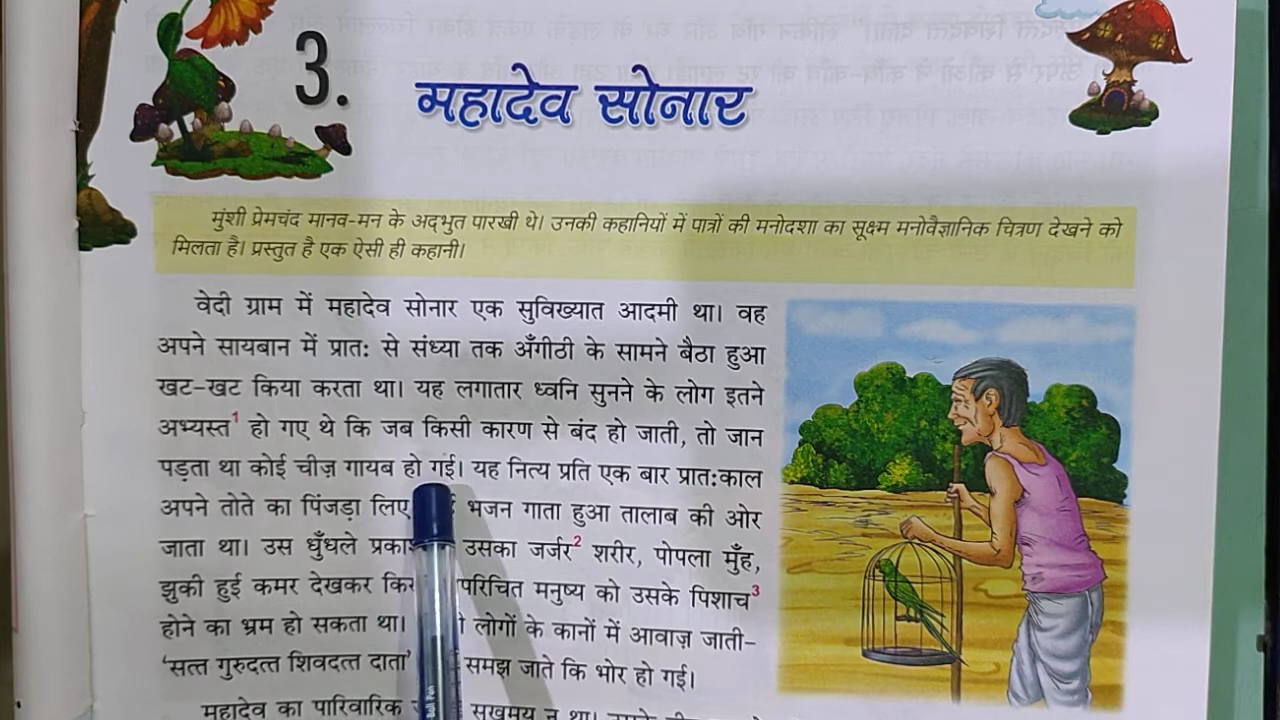 3.
महादेव सोनार
मुंशी प्रेमचंद मानव-मन के अद्भुत पारखी थे। उनकी कहानियों में पात्रों की मनोदशा का सूक्ष्म मनोवैज्ञानिक चित्रण देखने को
मिलता है। प्रस्तुत है एक ऐसी ही कहानी।
वेदी ग्राम में महादेव सोनार एक सुविख्यात आदमी था। वह
अपने सायबान में प्रात: से संध्या तक अँगीठी के सामने बैठा हुआ
खट-खट किया करता था। यह लगातार ध्वनि सुनने के लोग इतने
अभ्यस्त1 हो गए थे कि जब किसी कारण से बंद हो जाती, तो जान
पड़ता था कोई चीज़ गायब हो गई। यह नित्य प्रति एक बार प्रात:काल
अपने तोते का पिंजड़ा लिए भजन गाता हुआ तालाब की ओर
जाता था। उस धुँधले उसका जर्जर2 शरीर, पोपला मुँह,
झुकी हुई कमर देखकर मनुष्य को उसके पिशाच3
होने का भ्रम हो सकता था। लोगों के कानों में आवाज़ जाती–
'सत्त गुरुदत्त शिवदत्त दाता' समझ जाते कि भोर हो गई।
महादेव का पारिवारिक सुखमय न था।